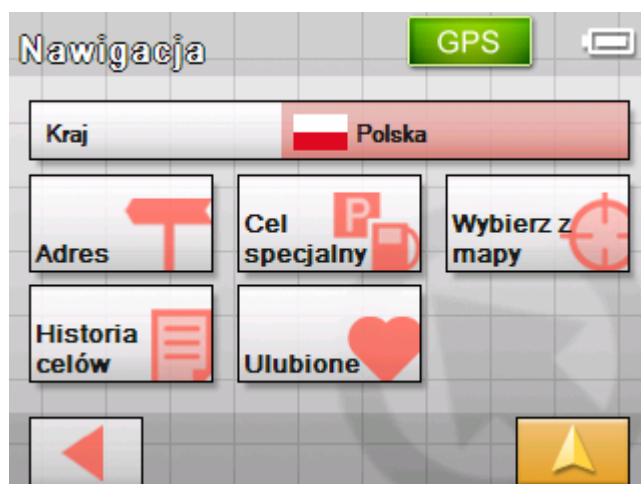 Nawigacja
GPS
Kraj
Polska
Adres
Cel
specjalny
P
Wybierz z
mapy
Historia
celów
Ulubione